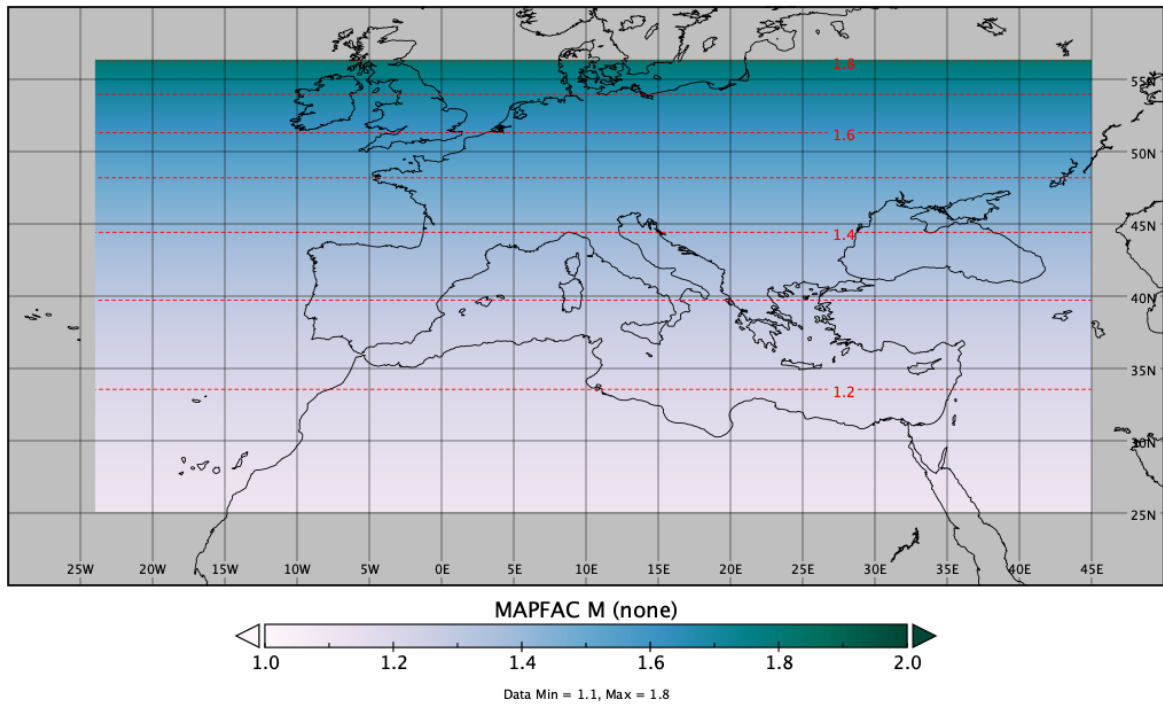 1.8
55N
1.6
50N
45N
1.4
40N
35N
1.2
30N
25N
25W 20W 15W 10W 5W 0E 5E 10E 15E 20E 25E 30E 35E 40E 45E
MAPFAC M (none)
1.0 1.2 1.4 1.6 1.8 2.0
Data Min = 1.1, Max = 1.8